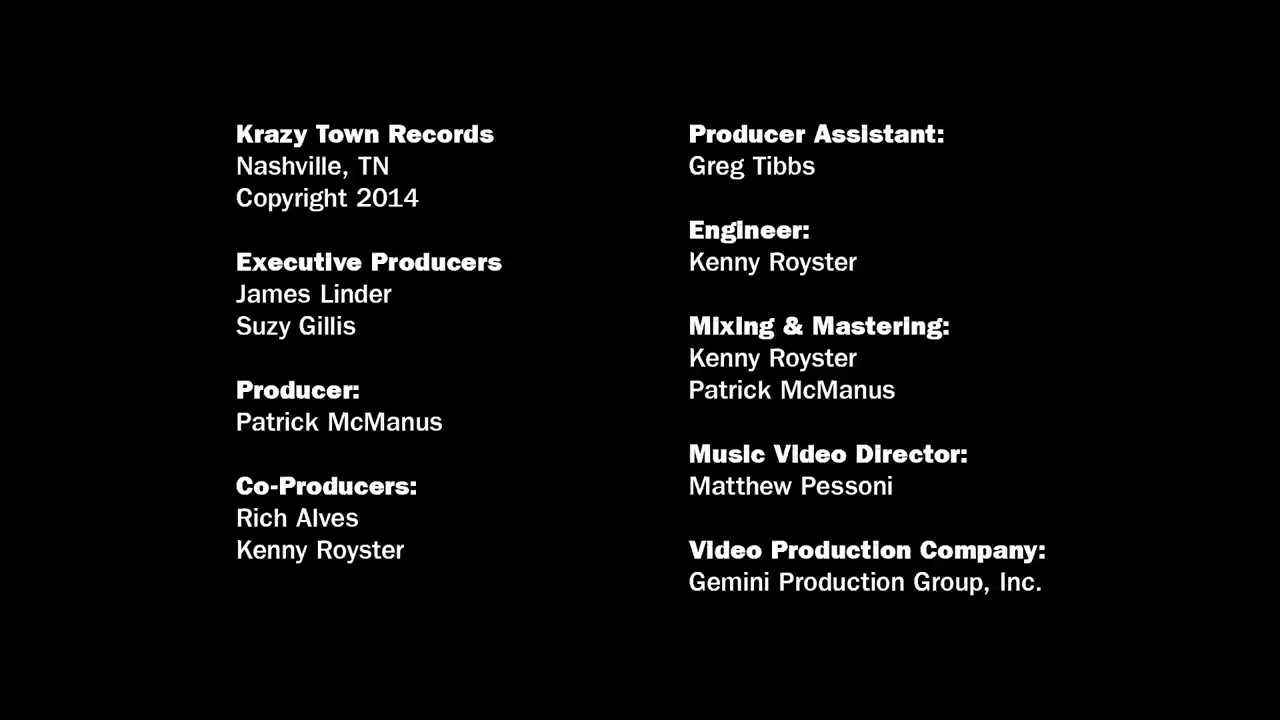 Krazy Town Records
Nashville, TN
Copyright 2014
Executive Producers
James Linder
Suzy Gillis
Producer:
Patrick McManus
Co-Producers:
Rich Alves
Kenny Royster
Producer Assistant:
Greg Tibbs
Engineer:
Kenny Royster
Mixing & Mastering:
Kenny Royster
Patrick McManus
Music Video Director:
Matthew Pessoni
Video Production Company:
Gemini Production Group, Inc.